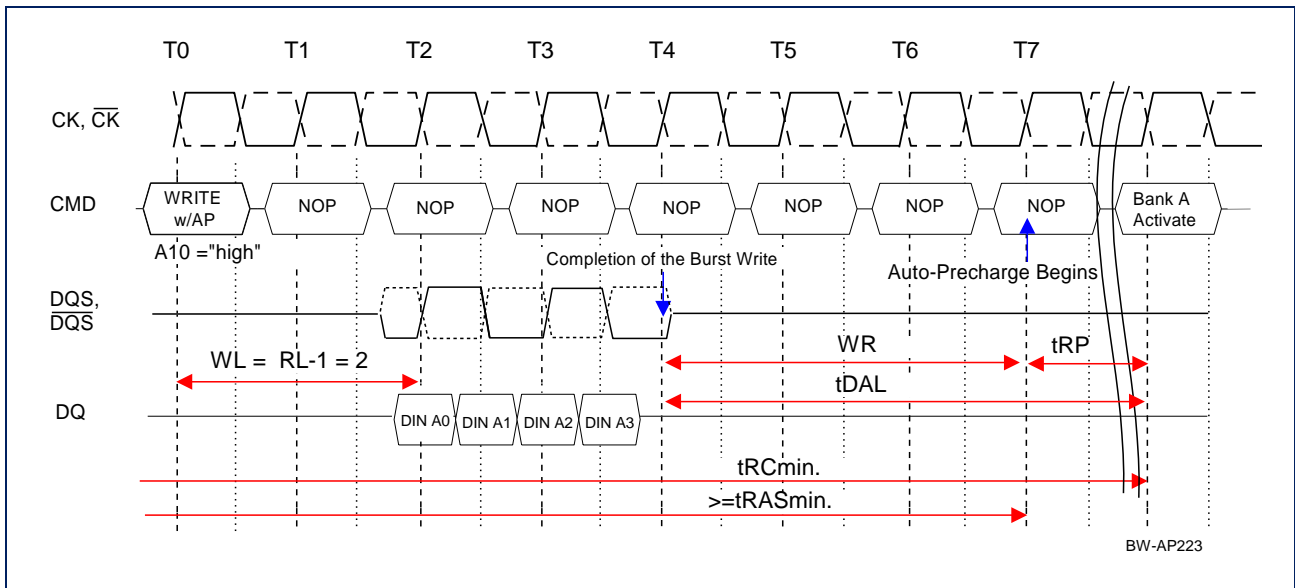 T0 T1 T2 T3 T4 T5 T6 T7
CK, CK
CMD
WRITE w/AP
NOP NOP NOP NOP NOP NOP NOP
Bank A Activate
A10 ="high"
Completion of the Burst Write
Auto-Precharge Begins
DQS,
DQS
WL = RL-1 = 2
WR
tRP
tDAL
DQ
DIN A0 DIN A1 DIN A2 DIN A3
tRCmin.
>=tRASmin.
BW-AP223